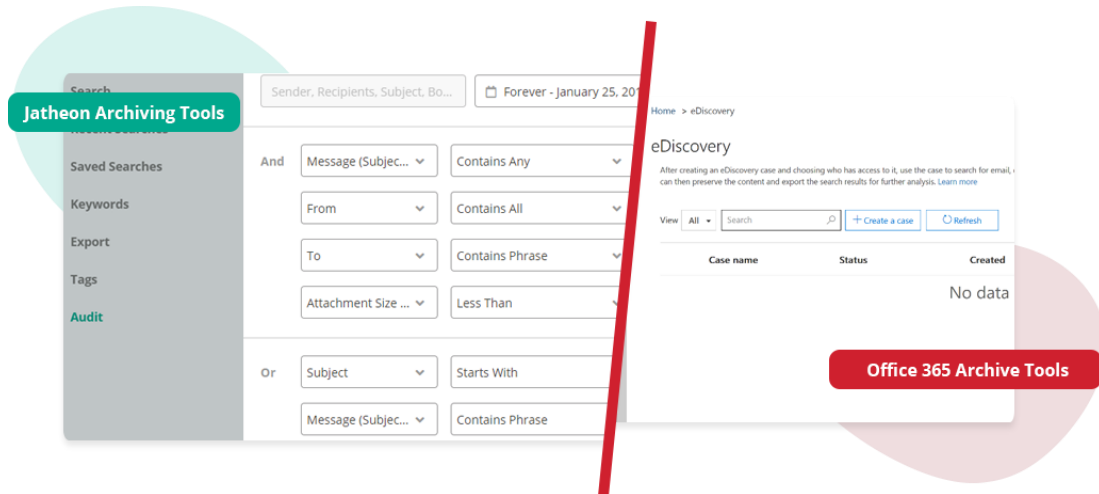 Search
Jatheon Archiving Tools
Recent Searches
Saved Searches
Keywords
Export
Tags
Audit
Sender, Recipients, Subject, Bo...
Forever - January 25, 201
And
Message (Subjec...
Contains Any
From
Contains All
To
Contains Phrase
Attachment Size ...
Less Than
Or
Subject
Starts With
Message (Subjec...
Contains Phrase
Home > eDiscovery
eDiscovery
After creating an eDiscovery case and choosing who has access to it, use the case to search for email,
can then preserve the content and export the search results for further analysis. Learn more
View All Search + Create a case Refresh
Case name Status Created
No data
Office 365 Archive Tools